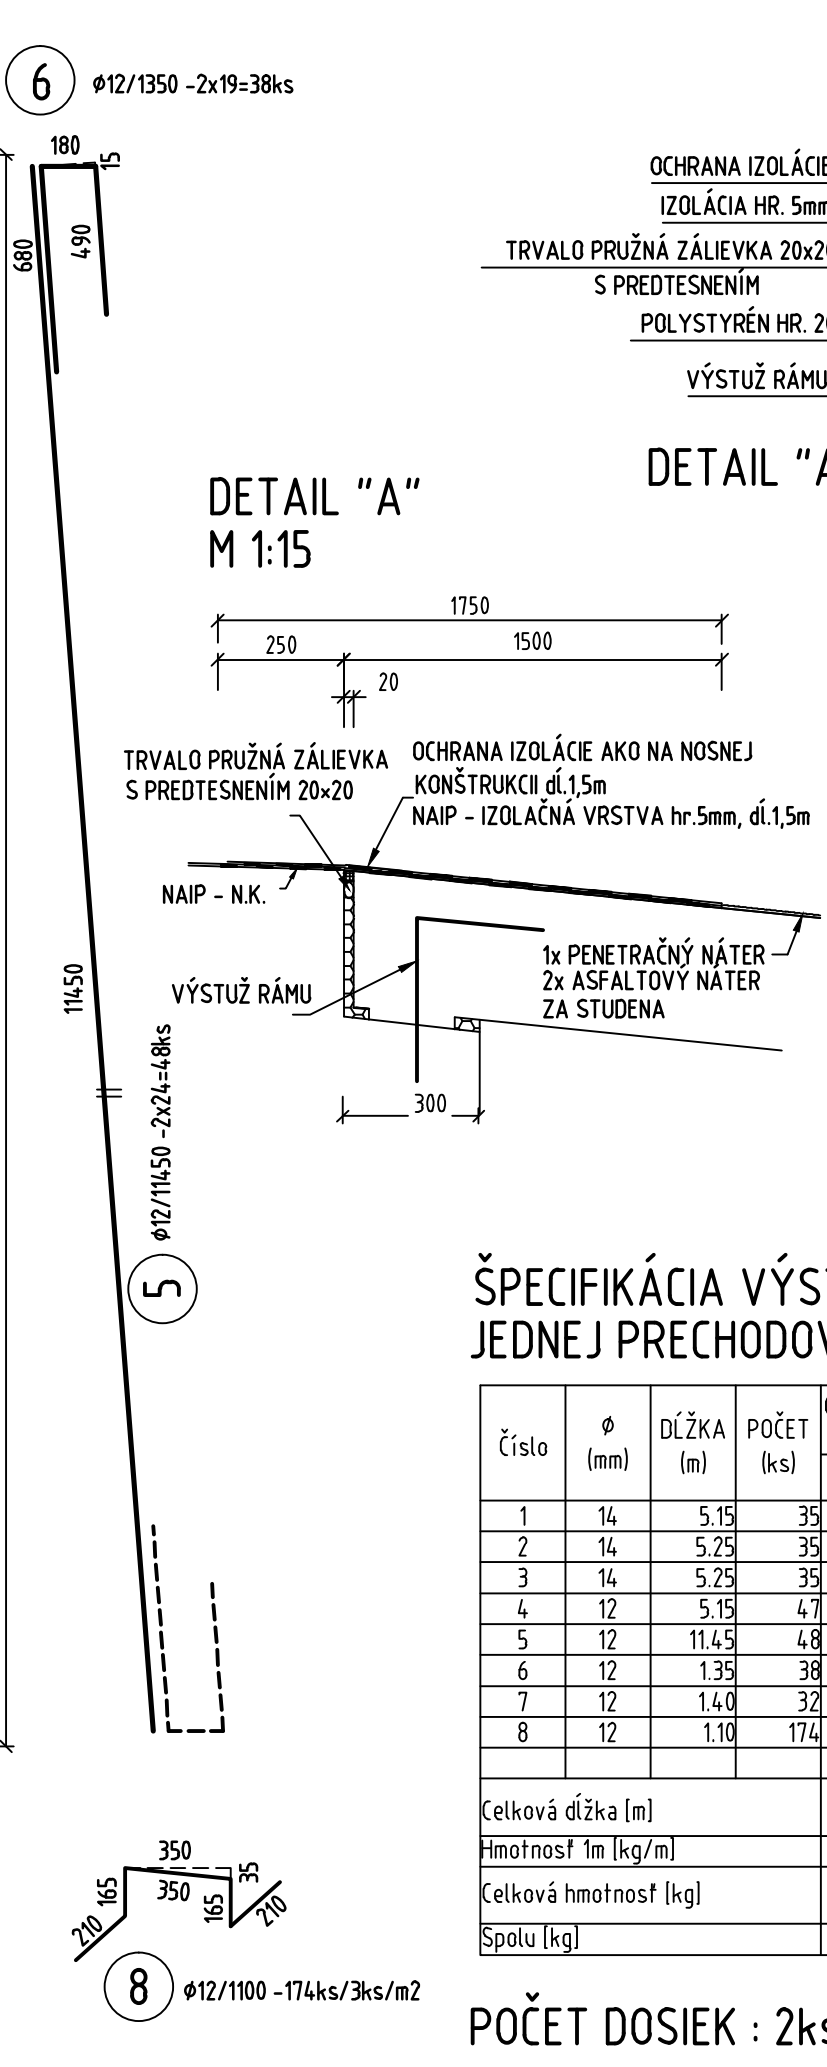 6
ϕ12/1350 -2x19=38ks
180
15
680
490
OCHRANA IZOLÁCIE
IZOLÁCIA HR. 5mm
TRVALO PRUŽNÁ ZÁLIEVKA 20x20
S PREDTESNENÍM
POLYSTYRÉN HR. 20
VÝSTUŽ RÁMU
DETAIL "A"
M 1:15
DETAIL "A
1750
250
1500
20
TRVALO PRUŽNÁ ZÁLIEVKA
S PREDTESNENÍM 20x20
OCHRANA IZOLÁCIE AKO NA NOSNEJ
KONŠTRUKCII dĺ.1,5m
NAIP - IZOLAČNÁ VRSTVA hr.5mm, dĺ.1,5m
NAIP - N.K.
VÝSTUŽ RÁMU
1x PENETRAČNÝ NÁTER
2x ASFALTOVÝ NÁTER
ZA STUDENA
300
11450
ϕ12/11450 -2x24=48ks
5
ŠPECIFIKÁCIA VÝS
JEDNEJ PRECHODOV
Číslo ϕ (mm) DĹŽKA (m) POČET (ks)
1 14 5.15 35
2 14 5.25 35
3 14 5.25 35
4 12 5.15 47
5 12 11.45 48
6 12 1.35 38
7 12 1.40 32
8 12 1.10 174
Celková dĺžka [m]
Hmotnosť 1m [kg/m]
Celková hmotnosť [kg]
Spolu [kg]
350
35
165
350
165
210
210
8
ϕ12/1100 -174ks/3ks/m2
POČET DOSIEK : 2ks